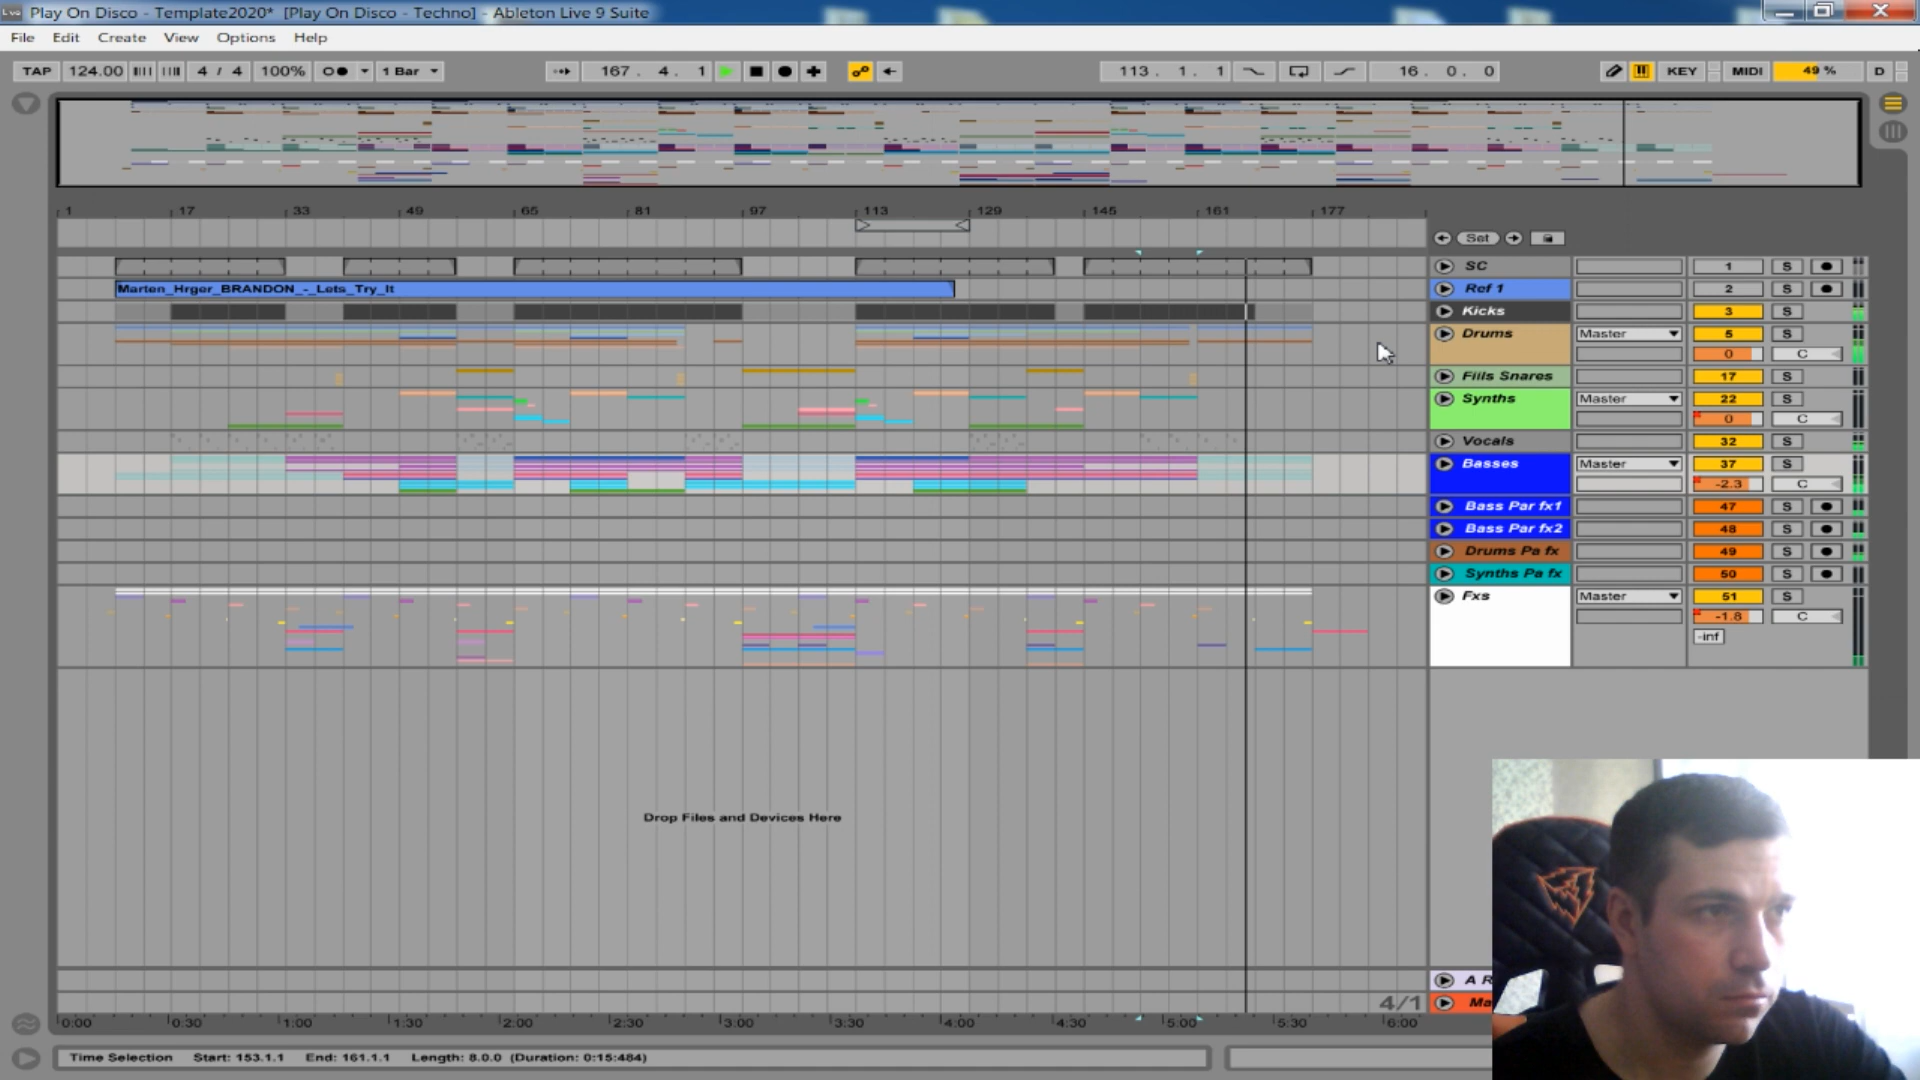 Live Play On Disco - Template2020* [Play On Disco - Techno] - Ableton Live 9 Suite
File Edit Create View Options Help
TAP 124.00 4 / 4 100% 1 Bar 167 . 4 . 1 113 . 1 . 1 16 . 0 . 0 KEY MIDI 49 % D
1 17 33 49 65 81 97 113 129 145 161 177
Set
SC 1 S
Marten_Hrger_BRANDON_-_Lets_Try_It
Ref 1 2 S
Kicks 3 S
Drums Master 5 S
0 C
Fiils Snares 17 S
Synths Master 22 S
0 C
Vocals 32 S
Basses Master 37 S
-2.3 C
Bass Par fx1 47 S
Bass Par fx2 48 S
Drums Pa fx 49 S
Synths Pa fx 50 S
Fxs Master 51 S
-1.8 C
-inf
Drop Files and Devices Here
A R
4/1 Ma
0:00 0:30 1:00 1:30 2:00 2:30 3:00 3:30 4:00 4:30 5:00 5:30 6:00
Time Selection Start: 153.1.1 End: 161.1.1 Length: 8.0.0 (Duration: 0:15:484)